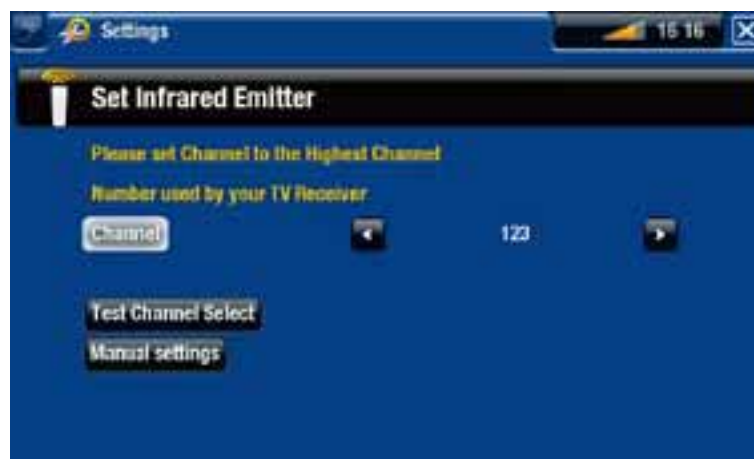 Settings
16 16
Set Infrared Emitter
Please set Channel to the Highest Channel
Number used by your TV Receiver
Channel
123
Test Channel Select
Manual settings